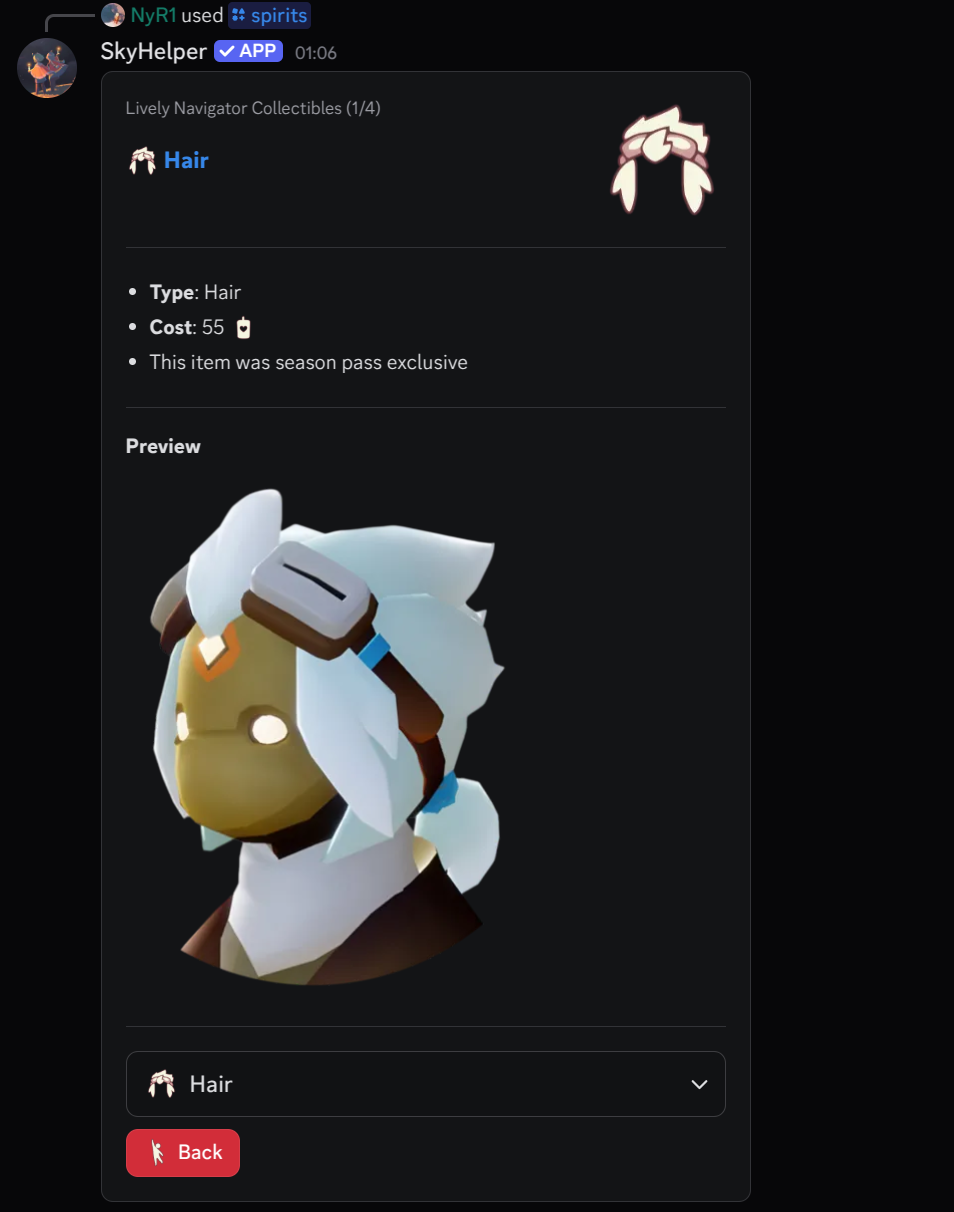 NyR1 used spirits
SkyHelper APP 01:06
Lively Navigator Collectibles (1/4)
Hair
Type: Hair
Cost: 55
This item was season pass exclusive
Preview
Hair
Back